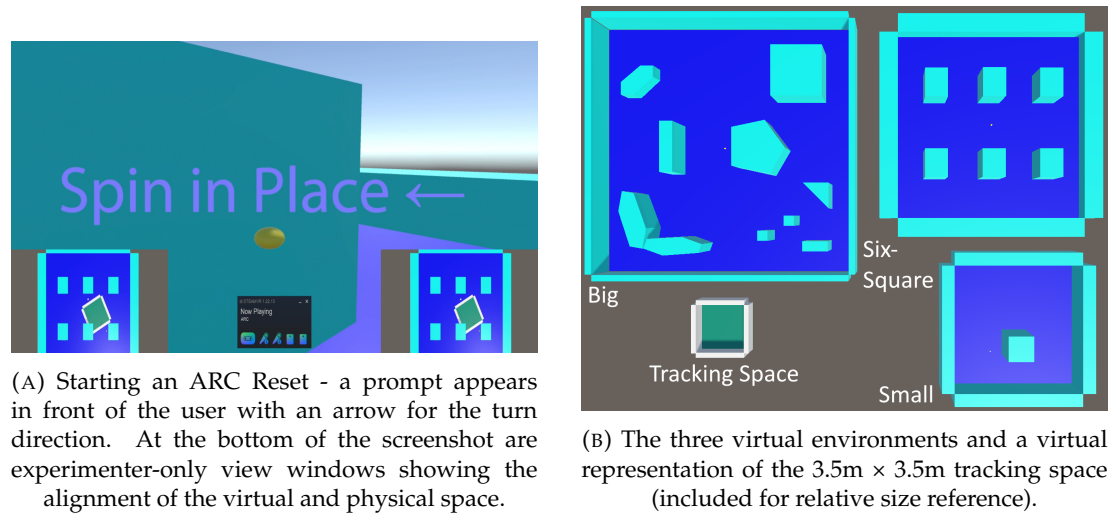 Spin in Place ←
Now Playing
ARC
(A) Starting an ARC Reset - a prompt appears
in front of the user with an arrow for the turn
direction. At the bottom of the screenshot are
experimenter-only view windows showing the
alignment of the virtual and physical space.
Big
Six-
Square
Tracking Space
Small
(B) The three virtual environments and a virtual
representation of the 3.5m × 3.5m tracking space
(included for relative size reference).